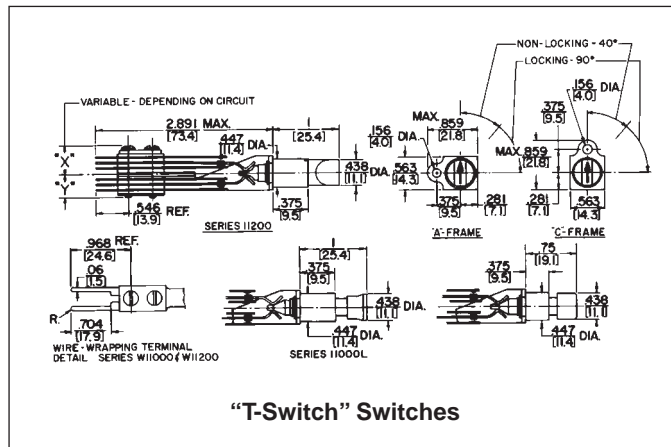 NON-LOCKING-40°
LOCKING-90°
VARIABLE-DEPENDING ON CIRCUIT
2.891 MAX.
[73.4]
1
[25.4]
.447 DIA.
[11.4]
.438 DIA.
[11.1]
.375
[9.5]
"X"
"Y"
.546 REF.
[13.9]
SERIES 11200
.156 DIA.
[4.0]
MAX.
.859
[21.8]
.563
[14.3]
.375
[9.5]
.281
[7.1]
"A"-FRAME
.156 DIA.
[4.0]
.375
[9.5]
MAX .859
[21.8]
.281
[7.1]
.563
[14.3]
"C"-FRAME
.968 REF.
[24.6]
.06
[1.5]
R.
.704
[17.9]
WIRE-WRAPPING TERMINAL
DETAIL SERIES W11000 & W11200
1
[25.4]
.375
[9.5]
.438 DIA.
[11.1]
.447 DIA.
[11.4]
SERIES 11000L
.75
[19.1]
.375
[9.5]
.438
[11.1]
.447 DIA.
[11.4]
"T-Switch" Switches